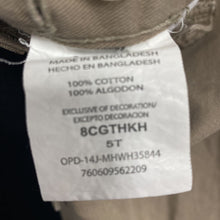 MADE IN BANGLADESH
HECHO EN BANGLADESH
100% COTTON
100% ALGODON
EXCLUSIVE OF DECORATION/
EXCEPTO DECORACION
8CGTHKH
5T
OPD-14J-MHWH35844
760609562209